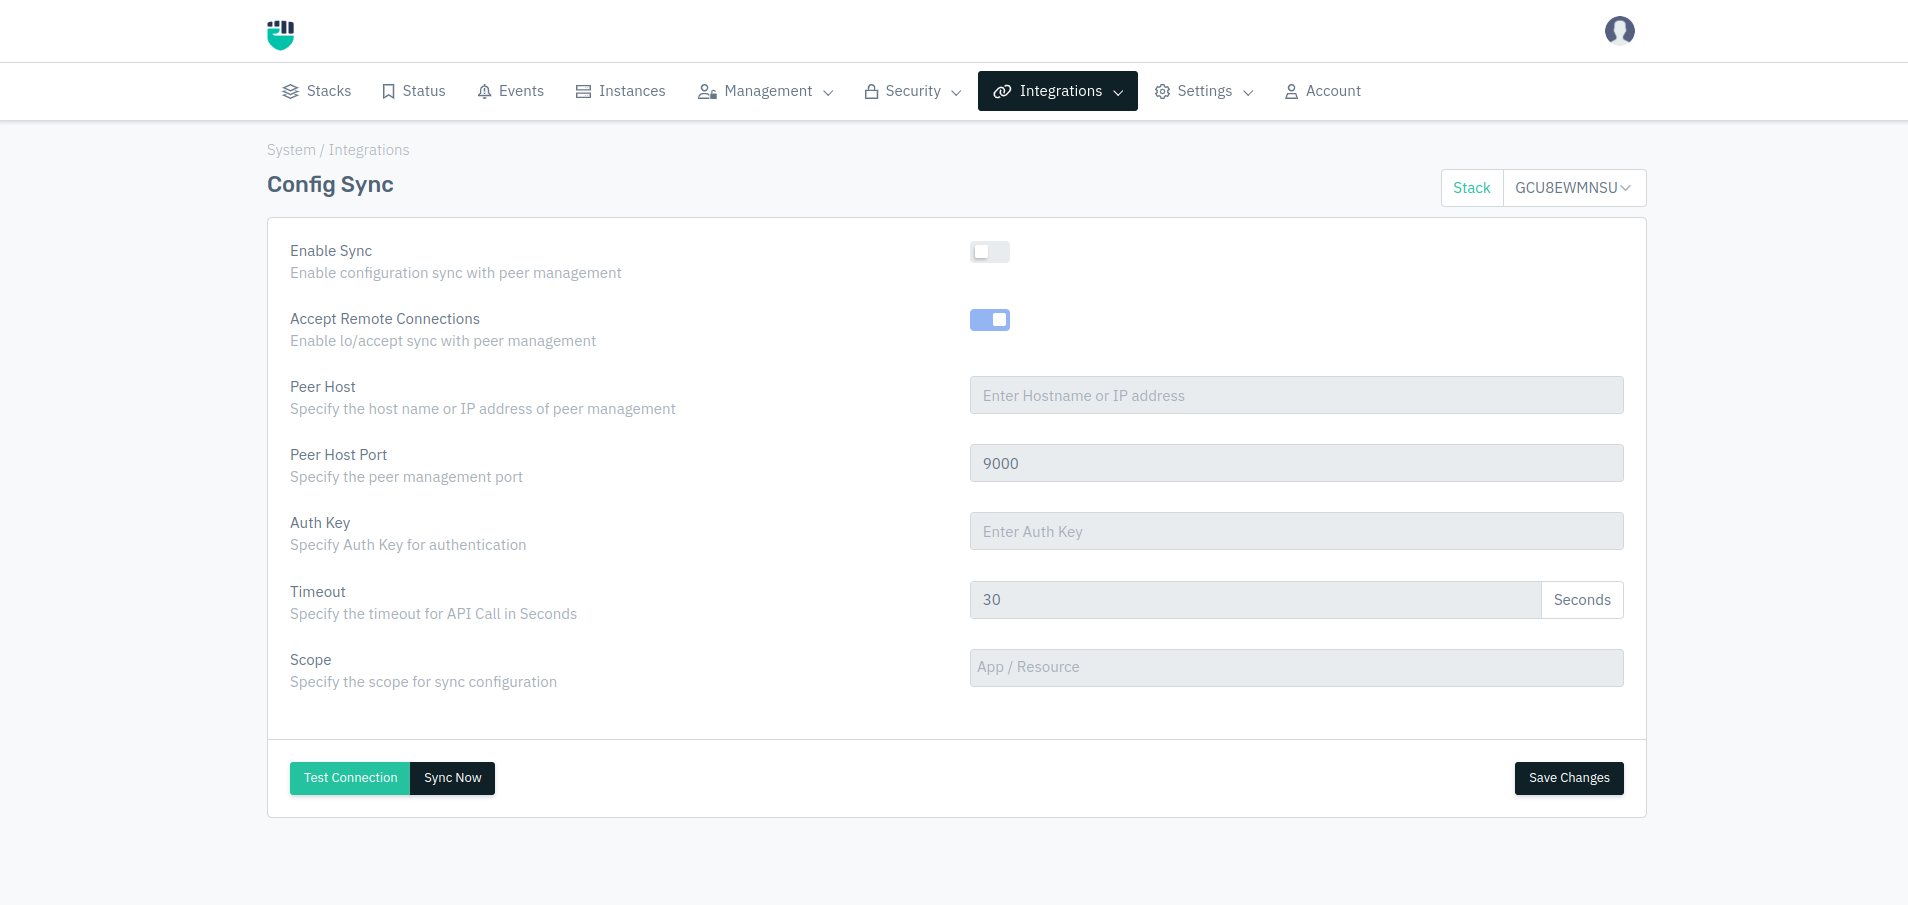 Stacks
Status
Events
Instances
Management
Security
Integrations
Settings
Account
System / Integrations
Config Sync
Stack
GCU8EWMNSU
Enable Sync
Enable configuration sync with peer management
Accept Remote Connections
Enable lo/accept sync with peer management
Peer Host
Specify the host name or IP address of peer management
Enter Hostname or IP address
Peer Host Port
Specify the peer management port
9000
Auth Key
Specify Auth Key for authentication
Enter Auth Key
Timeout
Specify the timeout for API Call in Seconds
30
Seconds
Scope
Specify the scope for sync configuration
App / Resource
Test Connection
Sync Now
Save Changes